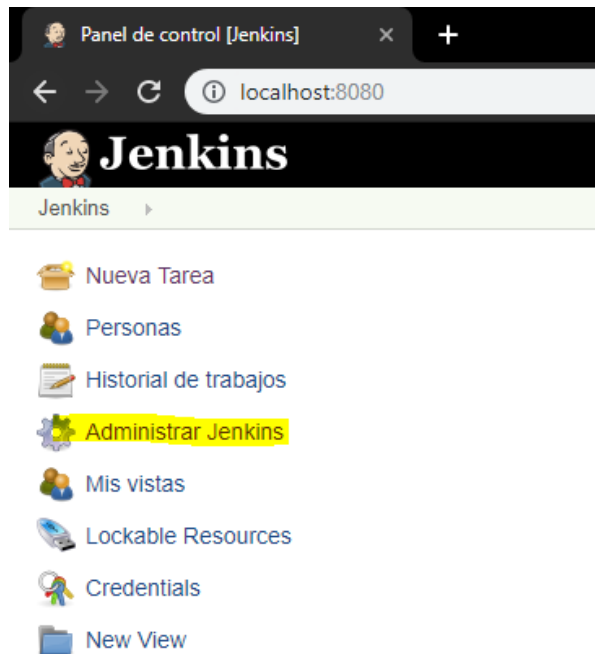 Panel de control [Jenkins]
localhost:8080
Jenkins
Jenkins
Nueva Tarea
Personas
Historial de trabajos
Administrar Jenkins
Mis vistas
Lockable Resources
Credentials
New View